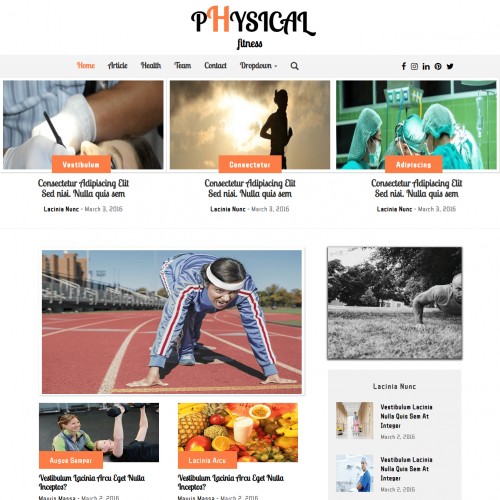 PHYSICAL
fitness
Home Article Health Team Contact Dropdown
Vestibulum
Consectetur
Adipiscing
Consectetur Adipiscing Elit
Sed nisi. Nulla quis sem
Lacinia Nunc - March 3, 2016
Consectetur Adipiscing Elit
Sed nisi. Nulla quis sem
Lacinia Nunc - March 3, 2016
Consectetur Adipiscing Elit
Sed nisi. Nulla quis sem
Lacinia Nunc - March 3, 2016
Augue Semper
Vestibulum Lacinia Arcu Eget Nulla
Inceptos?
Mauris Massa - March 2, 2016
Lacinia Arcu
Vestibulum Lacinia Arcu Eget Nulla
Inceptos?
Mauris Massa - March 2, 2016
Lacinia Nunc
Vestibulum Lacinia
Nulla Quis Sem At
Integer
March 2, 2016
Vestibulum Lacinia
Nulla Quis Sem At
Integer
March 2, 2016